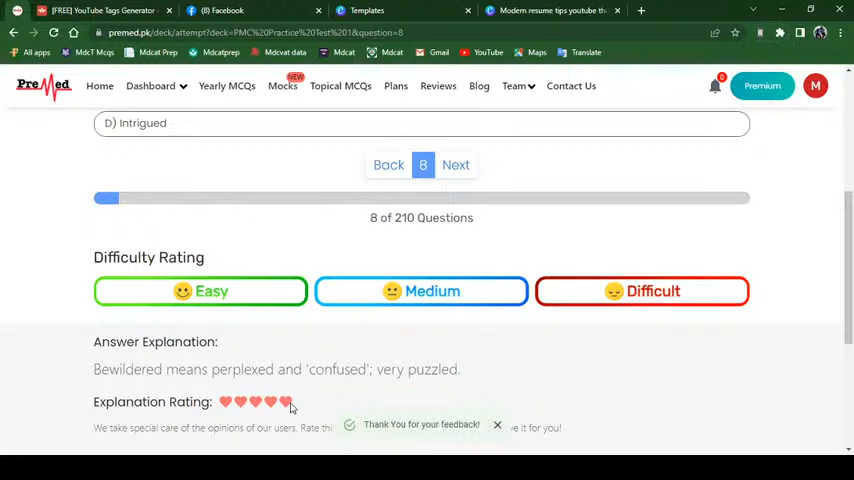 [FREE] YouTube Tags Generator
(8) Facebook
Templates
Modern resume tips youtube th
premed.pk/deck/attempt?deck=PMC%20Practice%20Test%201&question=8
All apps
MdcT Mcqs
Mdcat Prep
Mdcatprep
Mdcvat data
Mdcat
Mdcat
Gmail
YouTube
Maps
Translate
PreMed
Home
Dashboard
Yearly MCQs
Mocks
NEW
Topical MCQs
Plans
Reviews
Blog
Team
Contact Us
0
Premium
M
D) Intrigued
Back 8 Next
8 of 210 Questions
Difficulty Rating
Easy
Medium
Difficult
Answer Explanation:
Bewildered means perplexed and 'confused'; very puzzled.
Explanation Rating:
Thank You for your feedback!
We take special care of the opinions of our users. Rate thi
ve it for you!